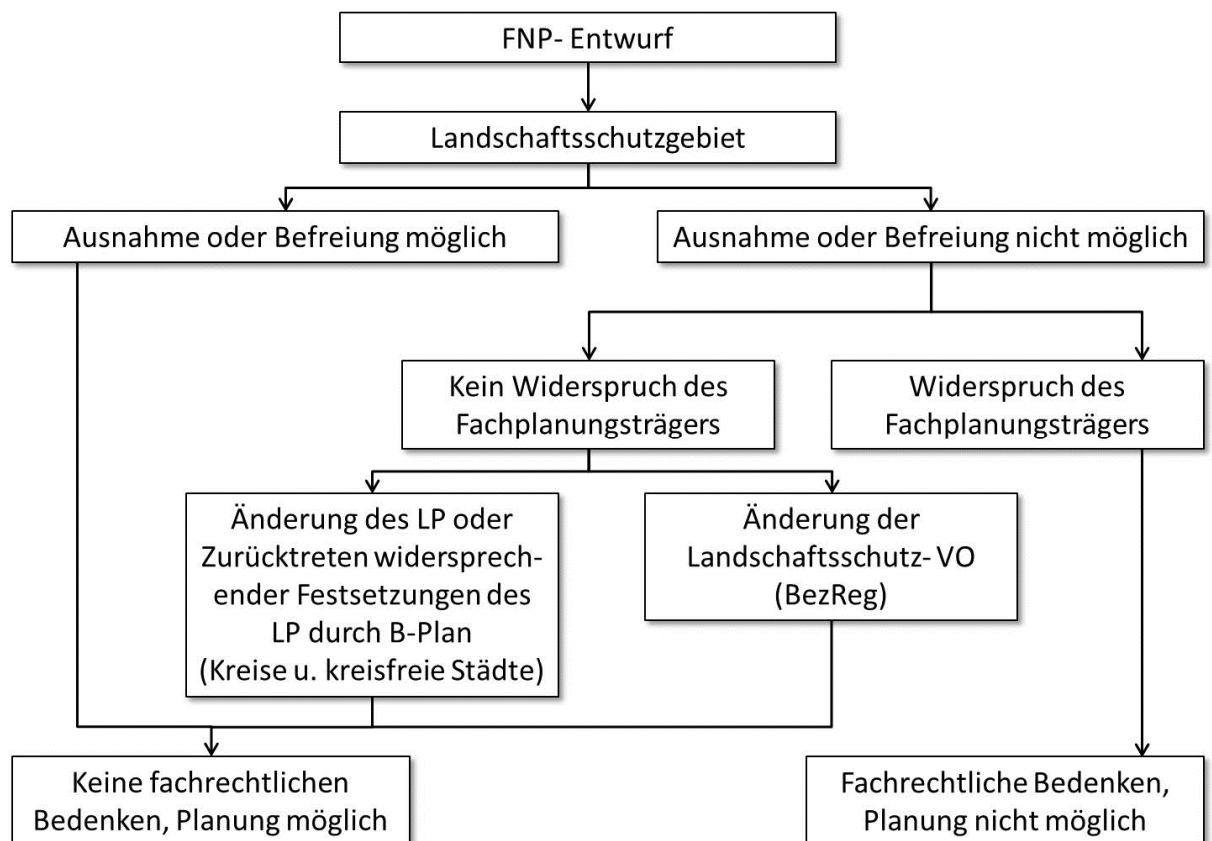 FNP- Entwurf
Landschaftsschutzgebiet
Ausnahme oder Befreiung möglich
Ausnahme oder Befreiung nicht möglich
Kein Widerspruch des
Fachplanungsträgers
Widerspruch des
Fachplanungsträgers
Änderung des LP oder
Zurücktreten widersprech-
ender Festsetzungen des
LP durch B-Plan
(Kreise u. kreisfreie Städte)
Änderung der
Landschaftsschutz- VO
(BezReg)
Keine fachrechtlichen
Bedenken, Planung möglich
Fachrechtliche Bedenken,
Planung nicht möglich